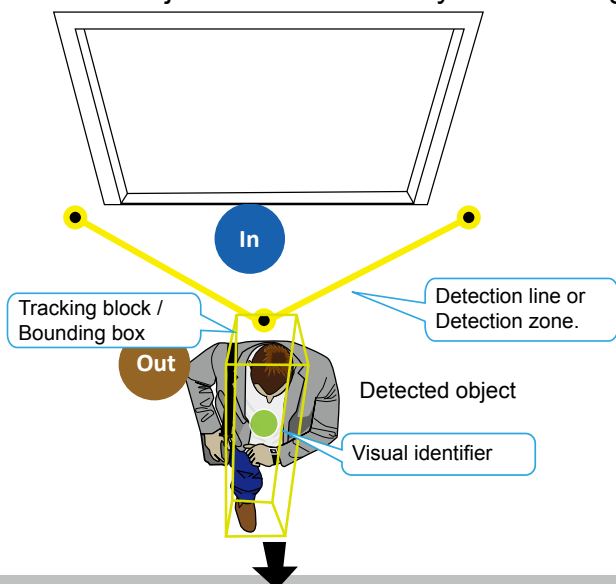 In
Tracking block /
Bounding box
Detection line or
Detection zone.
Out
Detected object
Visual identifier